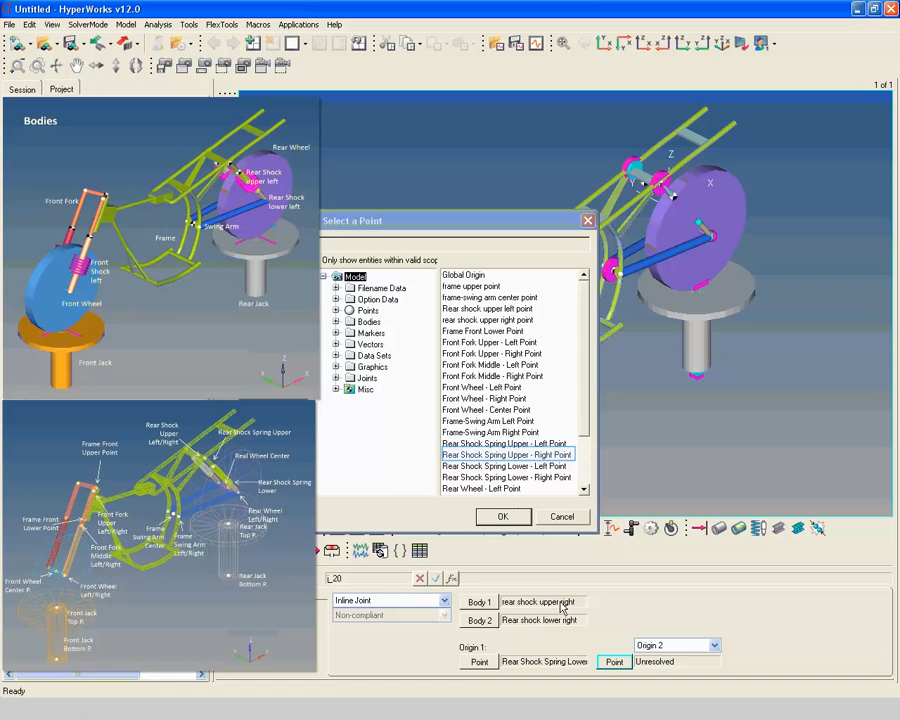 Untitled - HyperWorks v12.0
File Edit View SolverMode Model Analysis Tools FlexTools Macros Applications Help
Session Project
1 of 1
Bodies
Rear Wheel
Rear Shock
upper left
Rear Shock
lower left
Swing Arm
Front Fork
Frame
Front
Shock
left
Front Wheel
Rear Jack
Front Jack
Z
Rear Shock
Upper
Left/Right
Rear Shock Spring Upper
Frame Front
Upper Point
Real Wheel Center
Rear Shock Spring
Lower
Rear Wheel
Left/Right
Frame Front
Lower Point
Front Fork
Upper
Left/Right
Frame
Swing Arm
Center
Frame
Swing Arm
Left/Right
Rear Jack
Top P.
Front Fork
Middle
Left/Right
Front Wheel
Center P.
Front Wheel
Left/Right
Rear Jack
Bottom P.
Front Jack
Top P.
Front Jack
Bottom P.
Z
X
Y
Select a Point
Only show entities within valid scop
Model
Filename Data
Option Data
Points
Bodies
Markers
Vectors
Data Sets
Graphics
Joints
Misc
Global Origin
frame upper point
frame-swing arm center point
Rear shock upper left point
rear shock upper right point
Frame Front Lower Point
Front Fork Upper - Left Point
Front Fork Upper - Right Point
Front Fork Middle - Left Point
Front Fork Middle - Right Point
Front Wheel - Left Point
Front Wheel - Right Point
Front Wheel - Center Point
Frame-Swing Arm Left Point
Frame-Swing Arm Right Point
Rear Shock Spring Upper - Left Point
Rear Shock Spring Upper - Right Point
Rear Shock Spring Lower - Left Point
Rear Shock Spring Lower - Right Point
Rear Wheel - Left Point
OK Cancel
j_20
Inline Joint
Non-compliant
Body 1 rear shock upper right
Body 2 Rear shock lower right
Origin 1:
Origin 2
Point Rear Shock Spring Lower
Point Unresolved
Ready